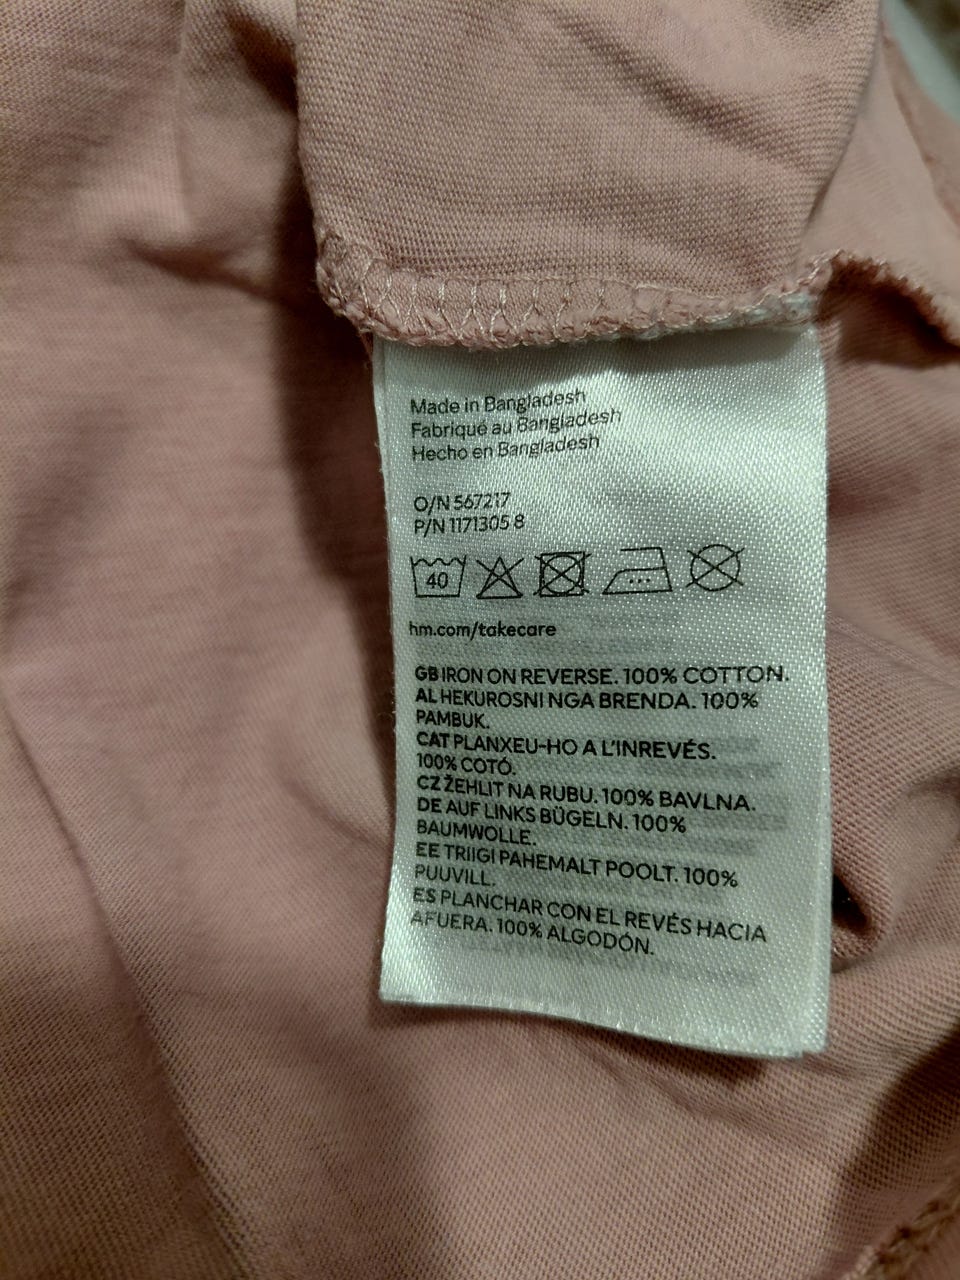 Made in Bangladesh
Fabriqué au Bangladesh
Hecho en Bangladesh
O/N 567217
P/N 1171305 8
40
hm.com/takecare
GB IRON ON REVERSE. 100% COTTON.
AL HEKUROSNI NGA BRENDA. 100%
PAMBUK.
CAT PLANXEU-HO A L'INREVÉS.
100% COTÓ.
CZ ŽEHLIT NA RUBU. 100% BAVLNA.
DE AUF LINKS BÜGELN. 100%
BAUMWOLLE.
EE TRIIGI PAHEMALT POOLT. 100%
PUUVILL.
ES PLANCHAR CON EL REVÉS HACIA
AFUERA. 100% ALGODÓN.